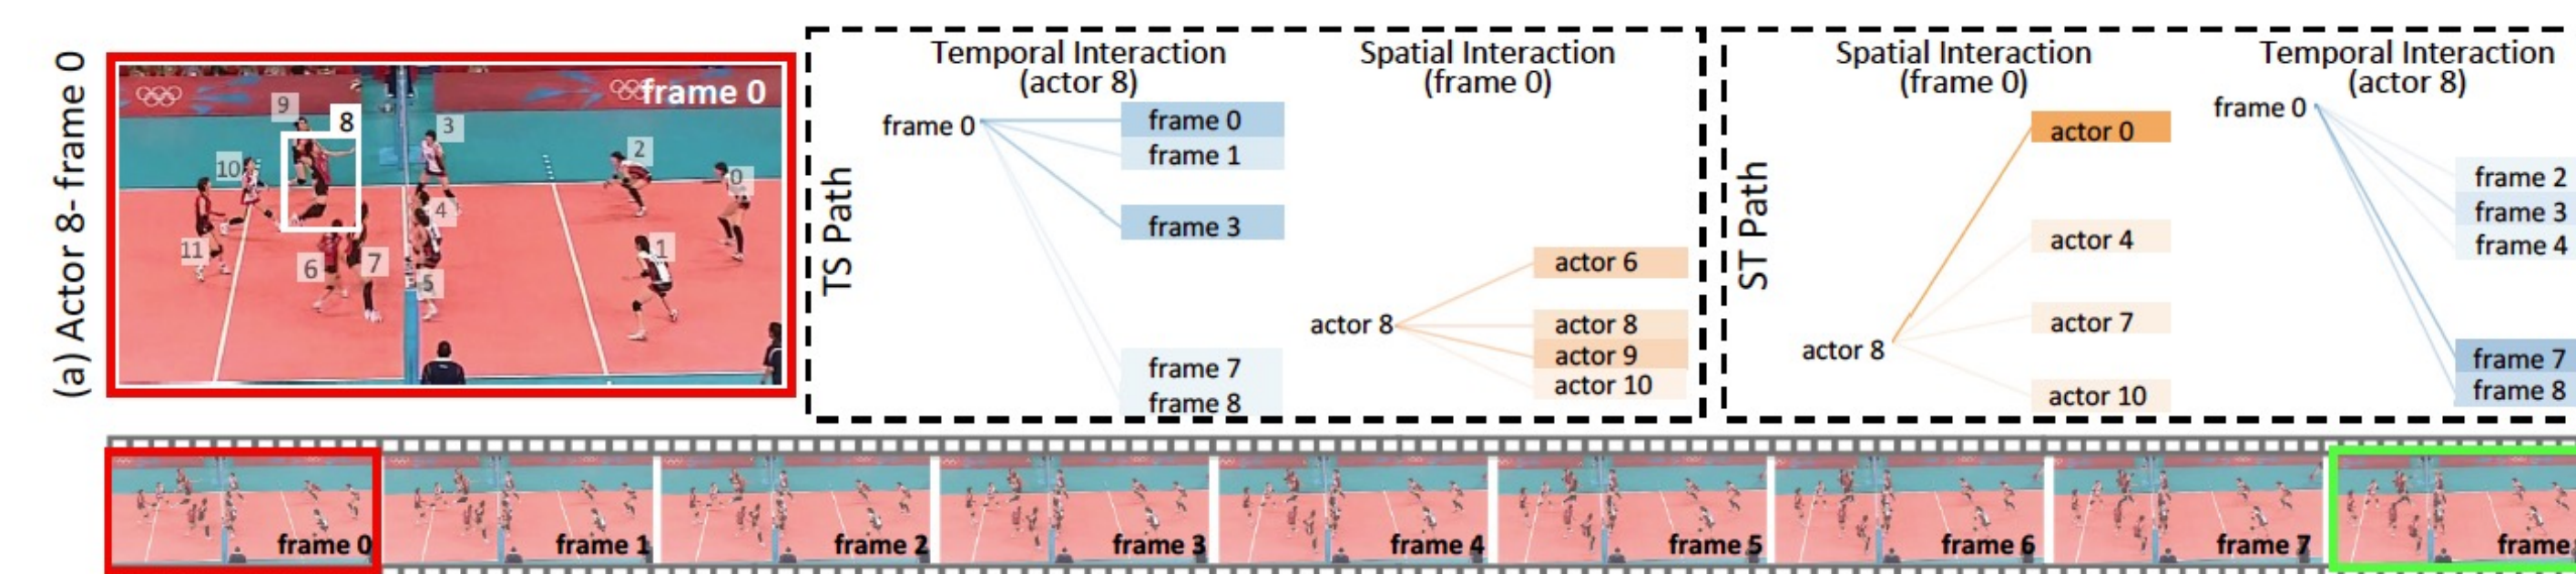 (a) Actor 8- frame 0
frame 0
9
8
3
2
10
0
4
11
6
7
1
5
TS Path
Temporal Interaction
(actor 8)
frame 0
frame 0
frame 1
frame 3
frame 7
frame 8
Spatial Interaction
(frame 0)
actor 8
actor 6
actor 8
actor 9
actor 10
ST Path
Spatial Interaction
(frame 0)
actor 8
actor 0
actor 4
actor 7
actor 10
Temporal Interaction
(actor 8)
frame 0
frame 2
frame 3
frame 4
frame 7
frame 8
frame 0
frame 1
frame 2
frame 3
frame 4
frame 5
frame 6
frame 7
frame